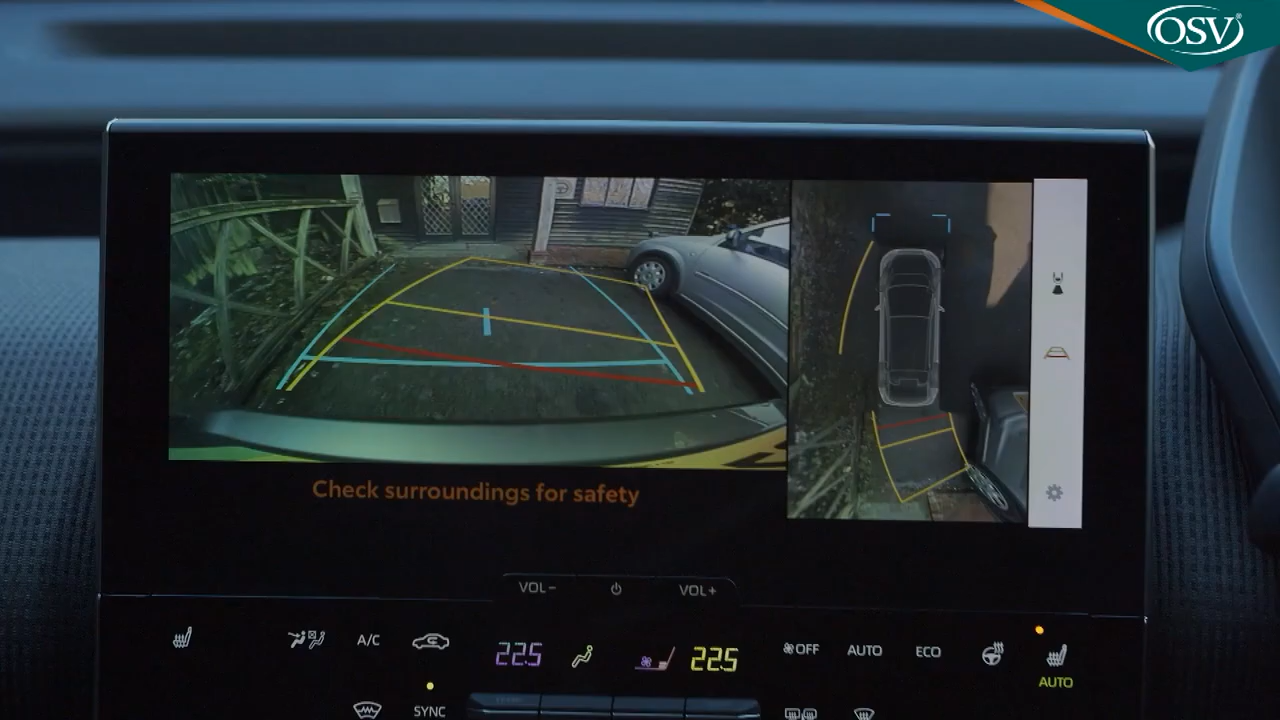 OSV®
Check surroundings for safety
VOL− VOL+
A/C 22.5 22.5 OFF AUTO ECO
AUTO
SYNC